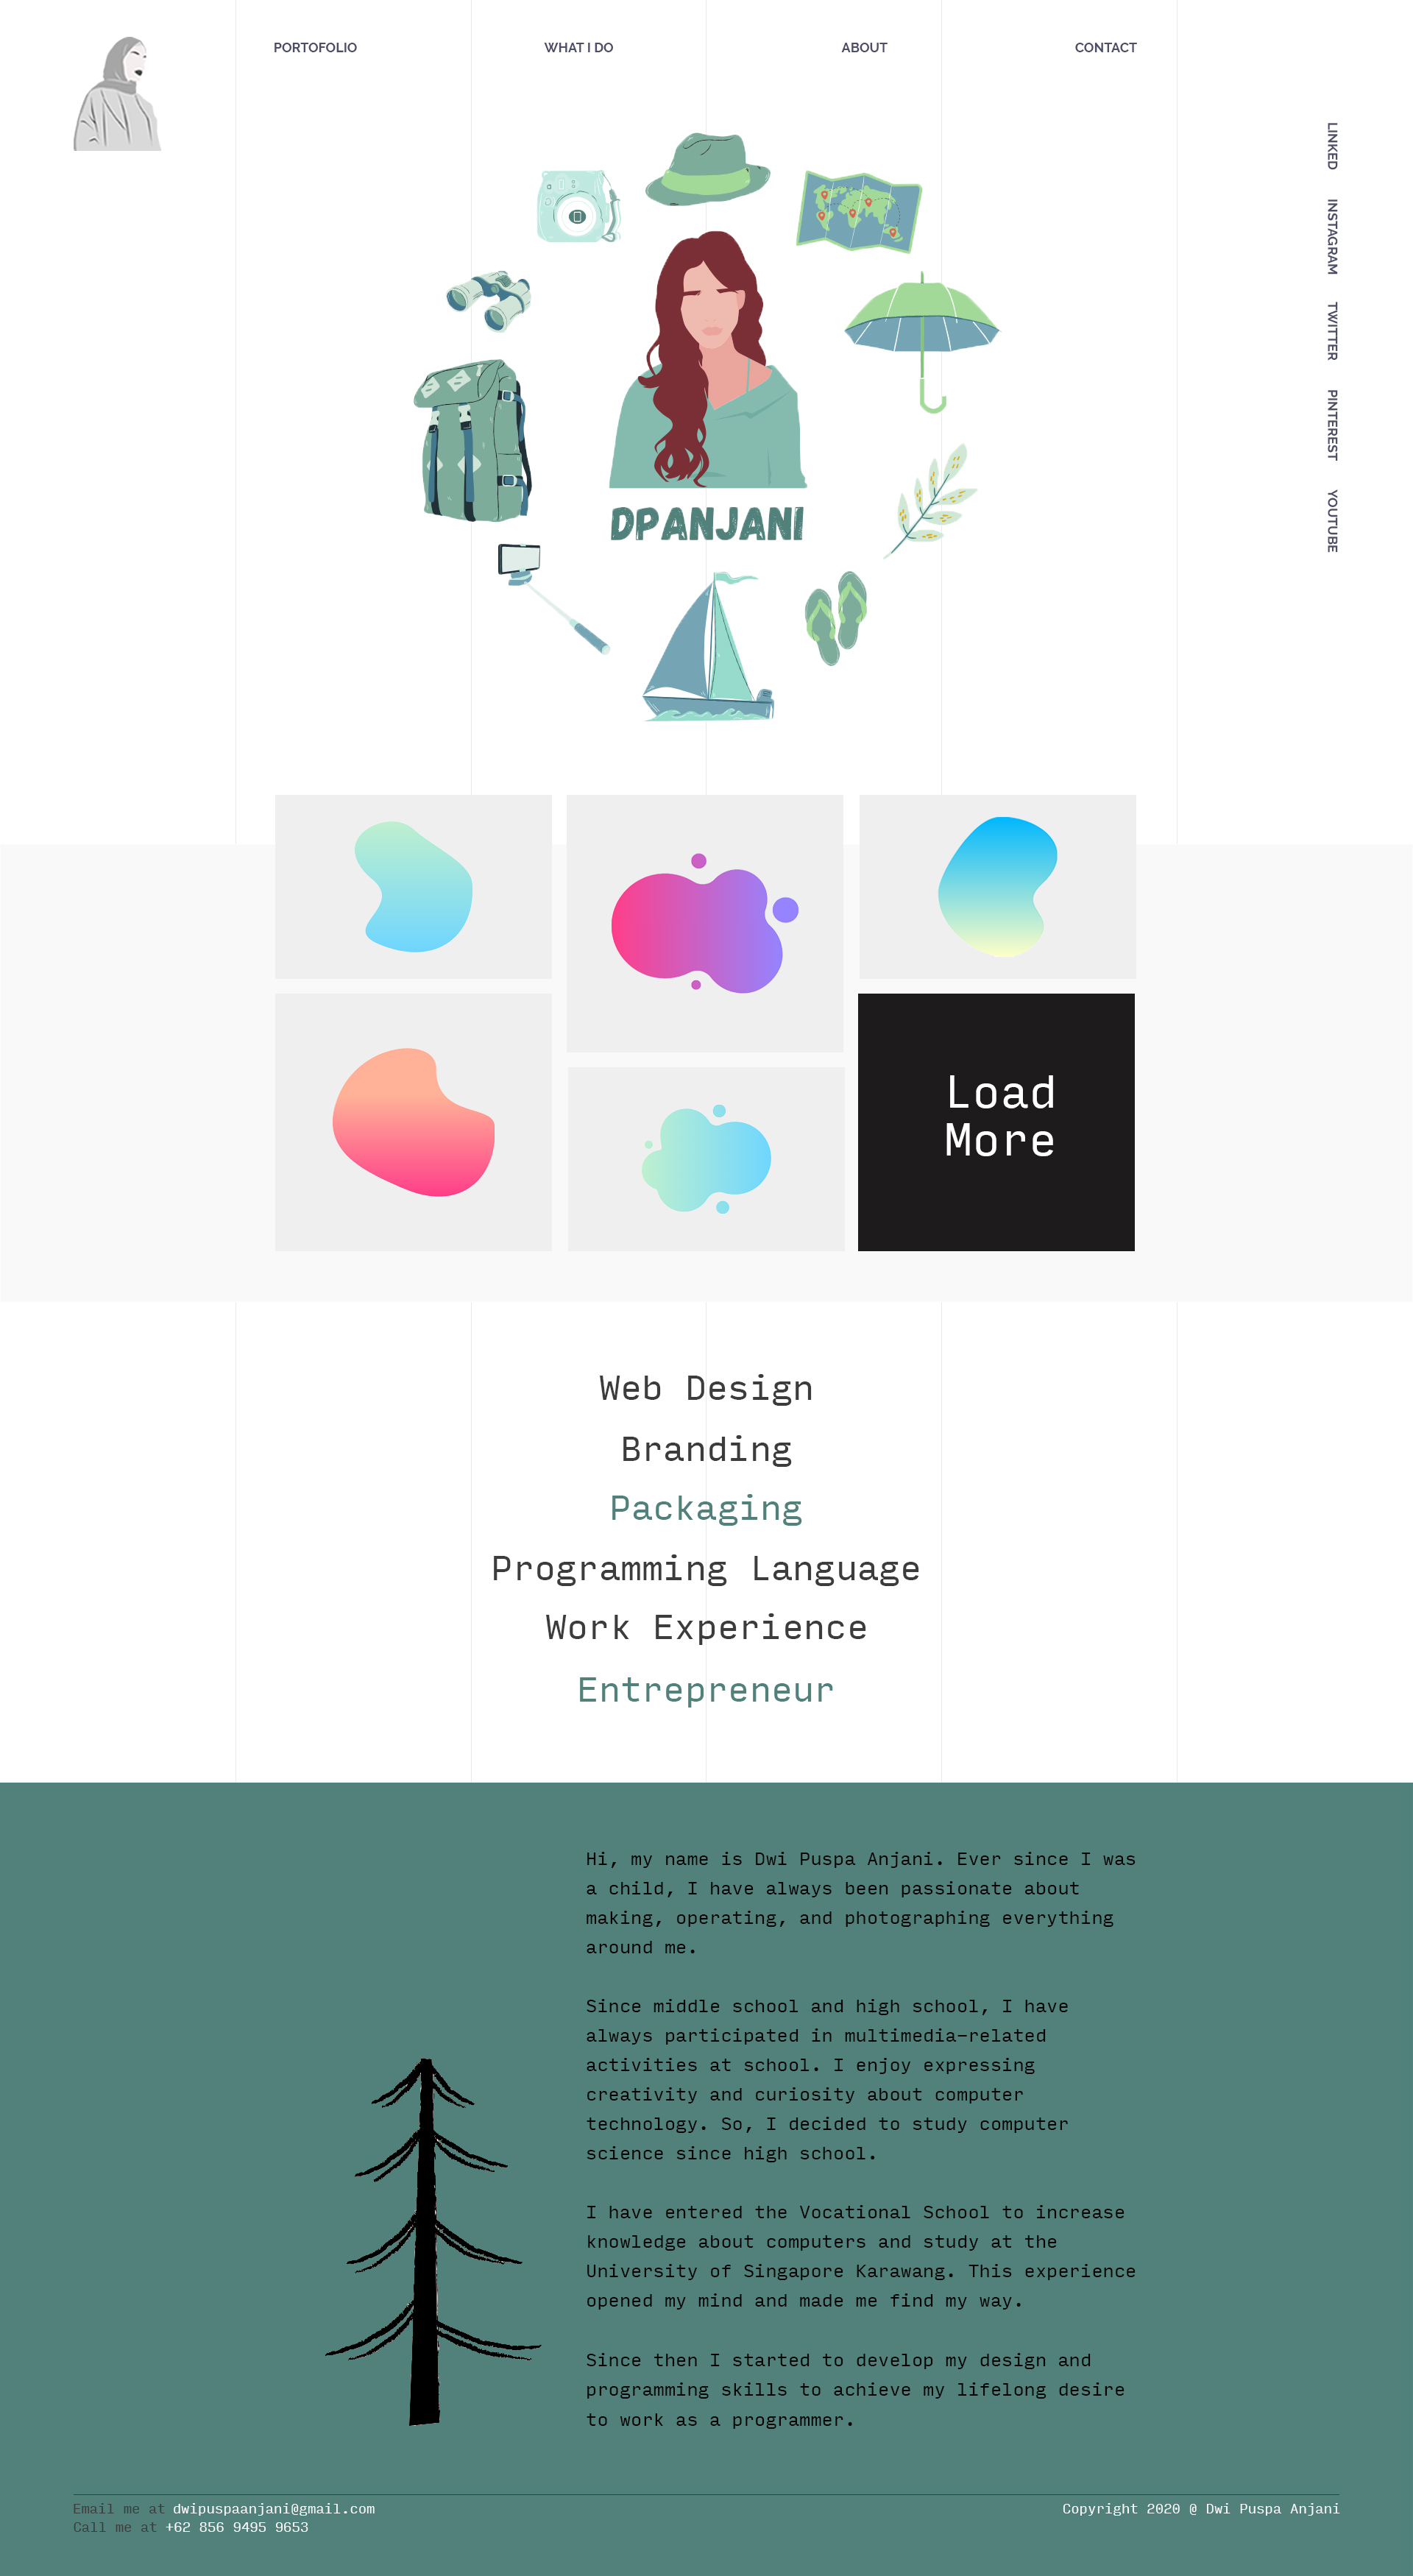 PORTOFOLIO
WHAT I DO
ABOUT
CONTACT
LINKED
INSTAGRAM
TWITTER
PINTEREST
YOUTUBE
DPANJANI
Load
More
Web Design
Branding
Packaging
Programming Language
Work Experience
Entrepreneur
Hi, my name is Dwi Puspa Anjani. Ever since I was
a child, I have always been passionate about
making, operating, and photographing everything
around me.
Since middle school and high school, I have
always participated in multimedia-related
activities at school. I enjoy expressing
creativity and curiosity about computer
technology. So, I decided to study computer
science since high school.
I have entered the Vocational School to increase
knowledge about computers and study at the
University of Singapore Karawang. This experience
opened my mind and made me find my way.
Since then I started to develop my design and
programming skills to achieve my lifelong desire
to work as a programmer.
Email me at dwipuspaanjani@gmail.com
Call me at +62 856 9495 9653
Copyright 2020 @ Dwi Puspa Anjani